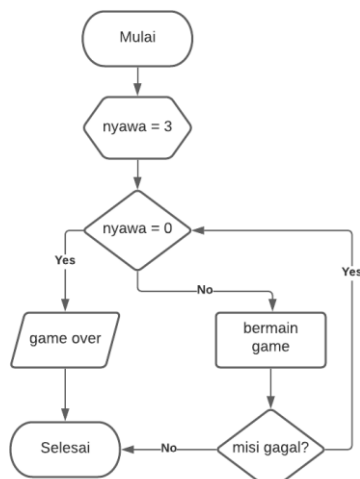 Mulai
nyawa = 3
nyawa = 0
Yes
No
Yes
game over
bermain
game
Selesai
No
misi gagal?